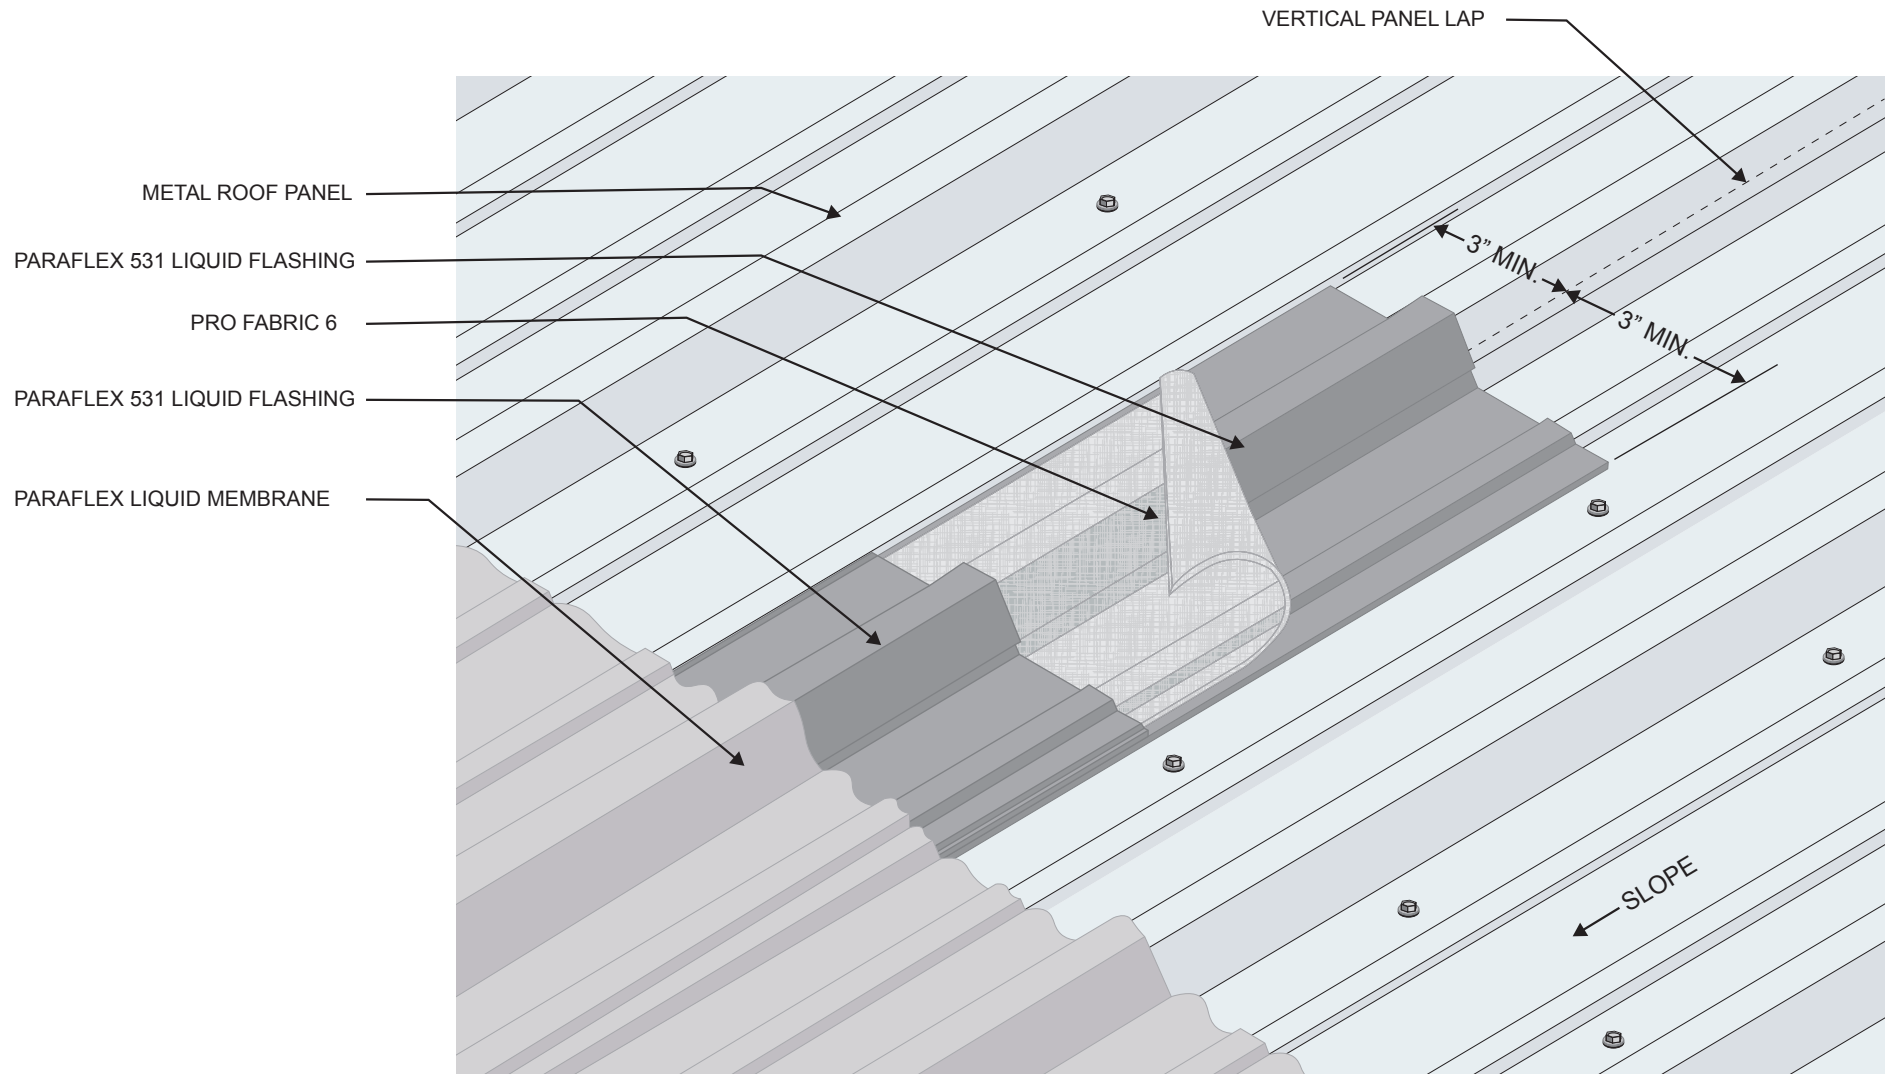 VERTICAL PANEL LAP
METAL ROOF PANEL
PARAFLEX 531 LIQUID FLASHING
PRO FABRIC 6
PARAFLEX 531 LIQUID FLASHING
PARAFLEX LIQUID MEMBRANE
3” MIN.
3” MIN.
SLOPE